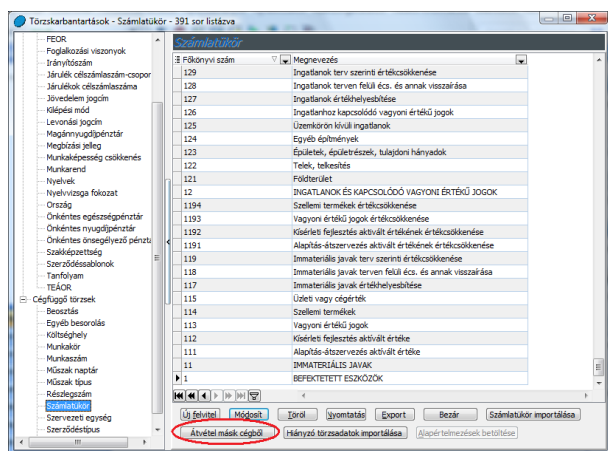 Törzskarbantartások - Számlatükör - 391 sor listázva
FEOR
Foglalkozási viszonyok
Irányítószám
Járulék célszámlaszám-csopor
Járulékok célszámlaszáma
Jövedelem jogcím
Kilépési mód
Levonási jogcím
Magánnyugdíjpénztár
Megbízási jelleg
Munkaképesség csökkenés
Munkarend
Nyelvek
Nyelvvizsga fokozat
Ország
Önkéntes egészségpénztár
Önkéntes nyugdíjpénztár
Önkéntes önsegélyező pénzta
Szakképzettség
Szerződéssablonok
Tanfolyam
TEÁOR
Cégfüggő törzsek
Beosztás
Egyéb besorolás
Költséghely
Munkakör
Munkaszám
Műszak naptár
Műszak típus
Részlegszám
Számlatükör
Szervezeti egység
Szerződéstípus
Számlatükör
Főkönyvi szám Megnevezés
129 Ingatlanok terv szerinti értékcsökkenése
128 Ingatlanok terven felüli écs. és annak visszaírása
127 Ingatlanok értékhelyesbítése
126 Ingatlanhoz kapcsolódó vagyoni értékű jogok
125 Üzemkörön kívüli ingatlanok
124 Egyéb építmények
123 Épületek, épületrészek, tulajdoni hányadok
122 Telek, telkesítés
121 Földterület
12 INGATLANOK ÉS KAPCSOLÓDÓ VAGYONI ÉRTÉKŰ JOGOK
1194 Szellemi termékek értékcsökkenése
1193 Vagyoni értékű jogok értékcsökkenése
1192 Kísérleti fejlesztés aktivált értékének értékcsökkenése
1191 Alapítás-átszervezés aktivált értékének értékcsökkenése
119 Immateriális javak terv szerinti értékcsökkenése
118 Immateriális javak terven felüli écs. és annak visszaírása
117 Immateriális javak értékhelyesbítése
115 Üzleti vagy cégérték
114 Szellemi termékek
113 Vagyoni értékű jogok
112 Kísérleti fejlesztés aktívált értéke
111 Alapítás-átszervezés aktívált értéke
11 IMMATERIÁLIS JAVAK
1 BEFEKTETETT ESZKÖZÖK
Új felvitel Módosít Töröl Nyomtatás Export Bezár Számlatükör importálása
Átvétel másik cégből Hiányzó törzsadatok importálása Alapértelmezések betöltése